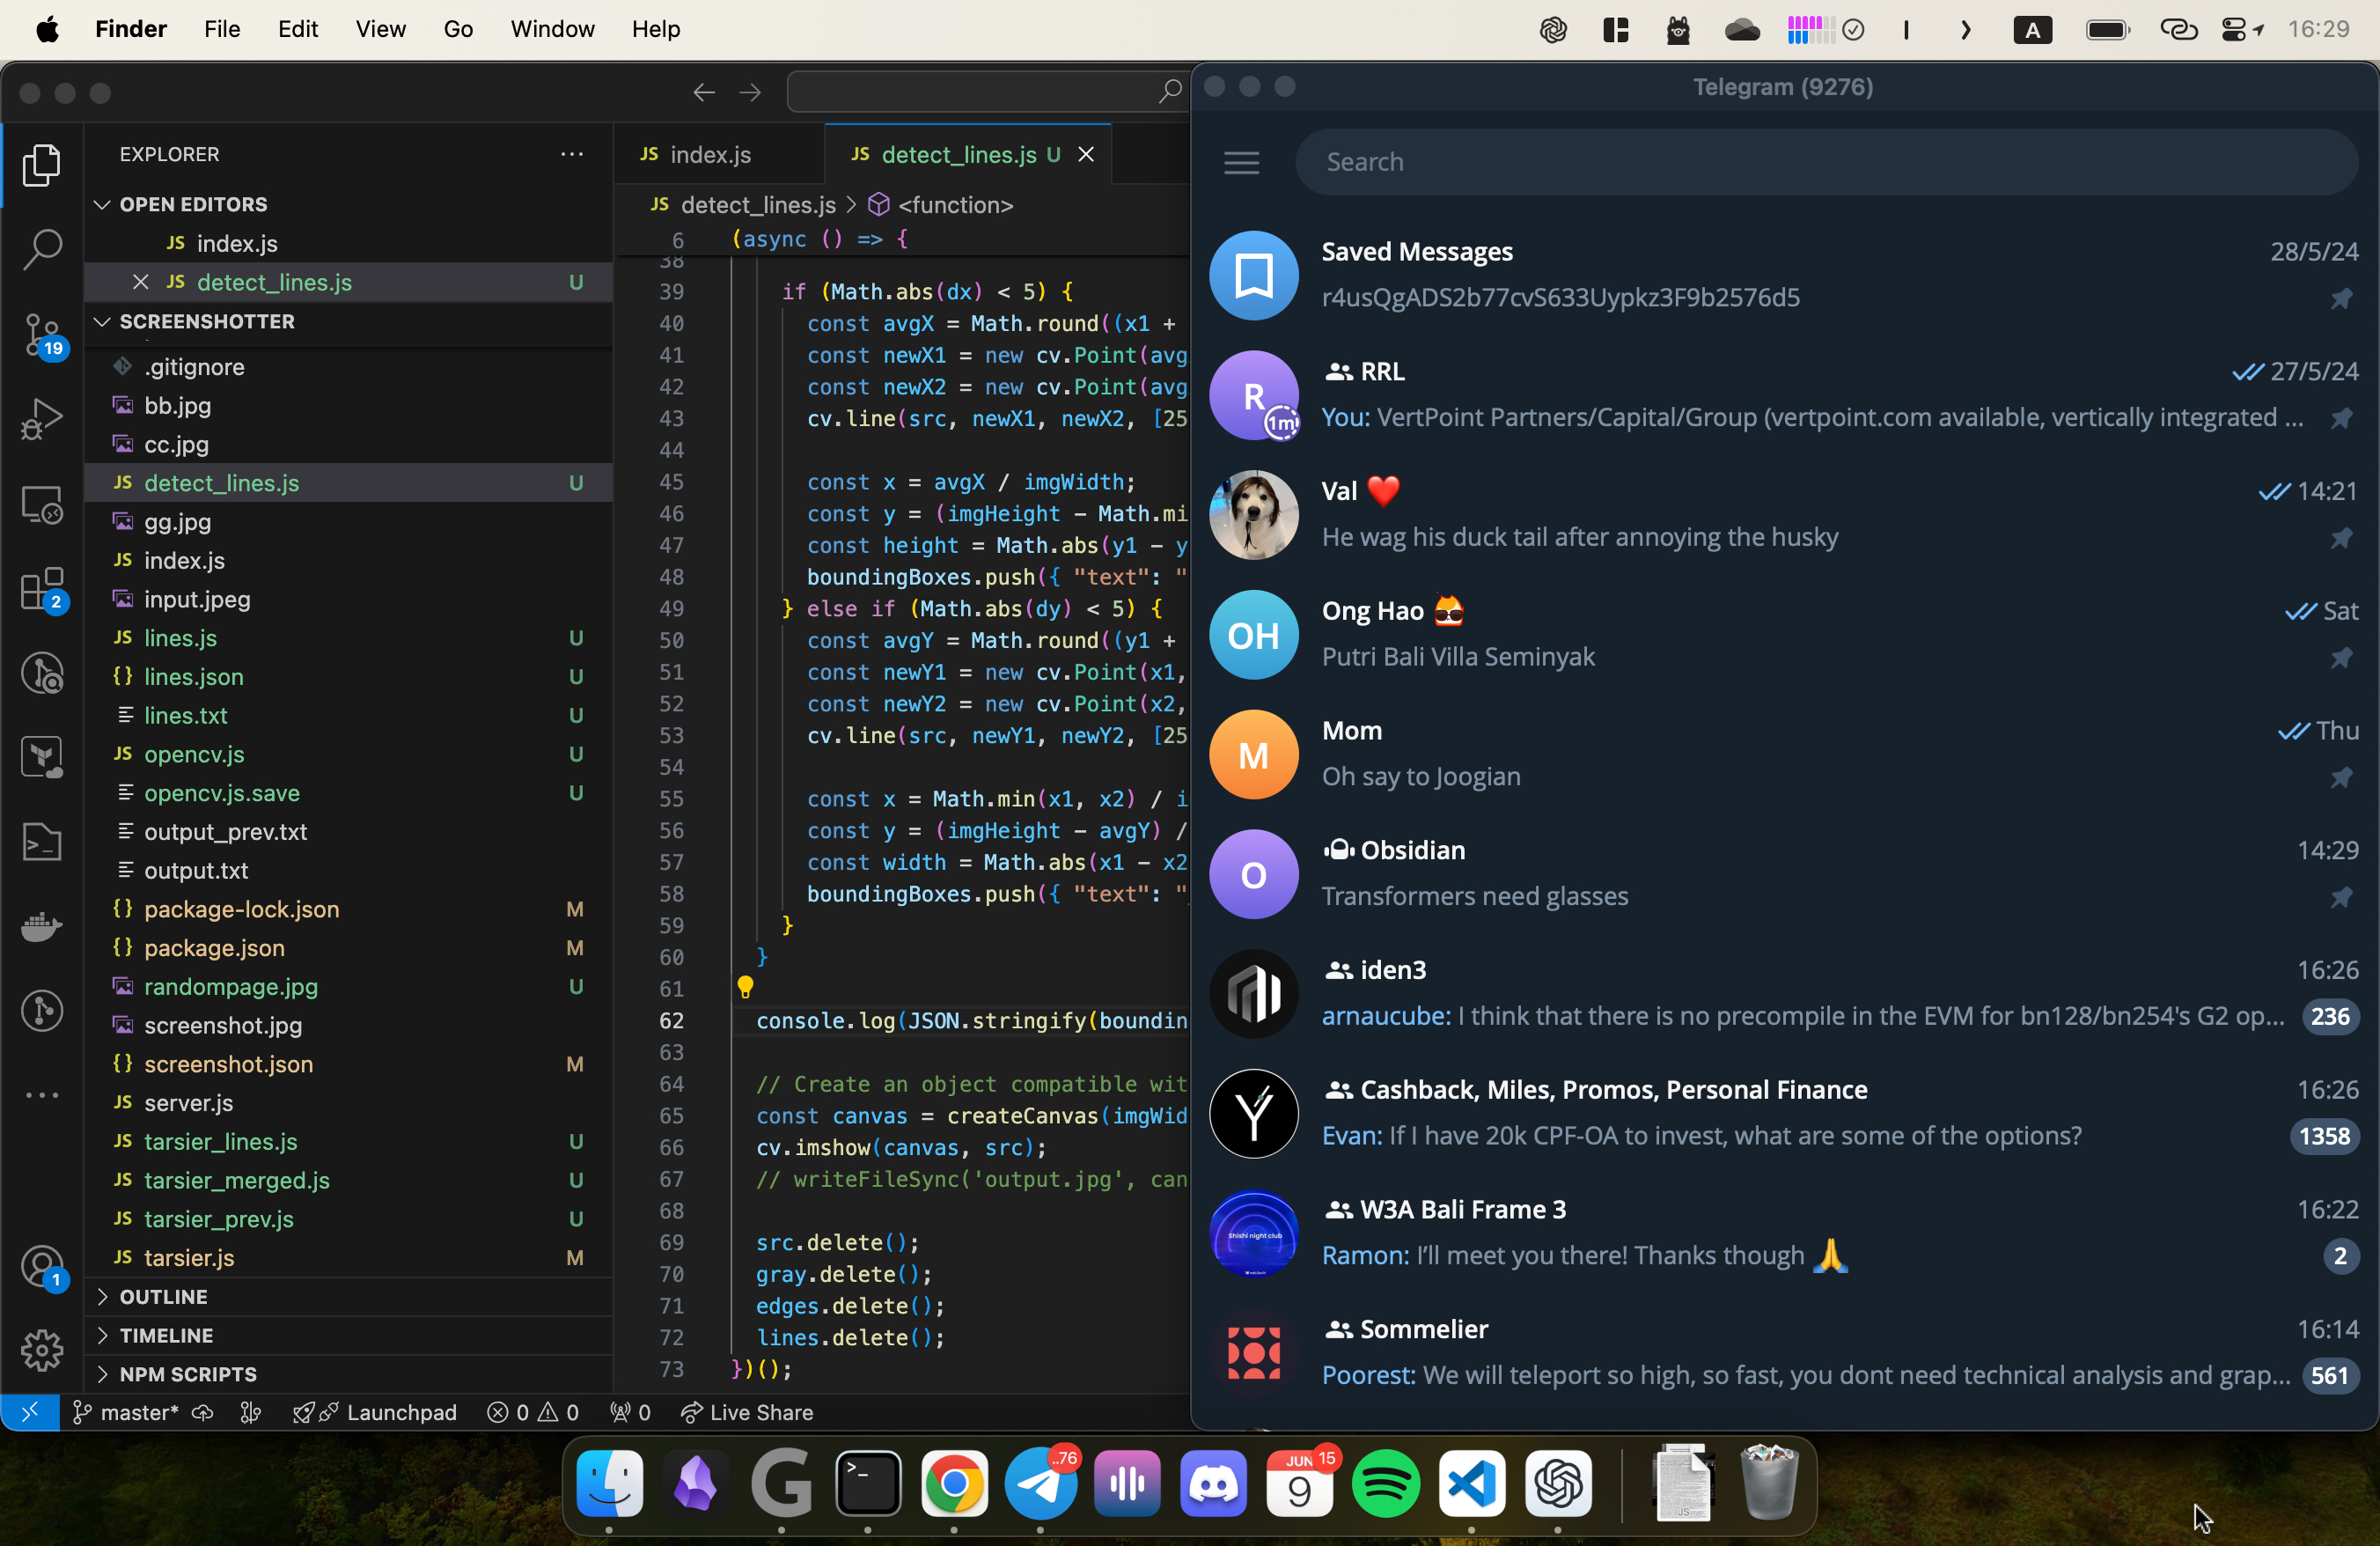 Finder File Edit View Go Window Help
A
16:29
EXPLORER
OPEN EDITORS
JS index.js
JS detect_lines.js U
SCREENSHOTTER
.gitignore
bb.jpg
cc.jpg
JS detect_lines.js U
gg.jpg
JS index.js
input.jpeg
JS lines.js U
{} lines.json U
lines.txt U
JS opencv.js U
opencv.js.save U
output_prev.txt
output.txt
{} package-lock.json M
{} package.json M
randompage.jpg U
screenshot.jpg
{} screenshot.json M
JS server.js
JS tarsier_lines.js U
JS tarsier_merged.js U
JS tarsier_prev.js U
JS tarsier.js M
OUTLINE
TIMELINE
NPM SCRIPTS
19
2
1
JS index.js
JS detect_lines.js U
JS detect_lines.js > <function>
6 (async () => {
38
39 if (Math.abs(dx) < 5) {
40 const avgX = Math.round((x1 +
41 const newX1 = new cv.Point(avg
42 const newX2 = new cv.Point(avg
43 cv.line(src, newX1, newX2, [25
44
45 const x = avgX / imgWidth;
46 const y = (imgHeight - Math.mi
47 const height = Math.abs(y1 - y
48 boundingBoxes.push({ "text": "
49 } else if (Math.abs(dy) < 5) {
50 const avgY = Math.round((y1 +
51 const newY1 = new cv.Point(x1,
52 const newY2 = new cv.Point(x2,
53 cv.line(src, newY1, newY2, [25
54
55 const x = Math.min(x1, x2) / i
56 const y = (imgHeight - avgY) /
57 const width = Math.abs(x1 - x2
58 boundingBoxes.push({ "text": "
59 }
60 }
61
62 console.log(JSON.stringify(boundin
63
64 // Create an object compatible wit
65 const canvas = createCanvas(imgWid
66 cv.imshow(canvas, src);
67 // writeFileSync('output.jpg', can
68
69 src.delete();
70 gray.delete();
71 edges.delete();
72 lines.delete();
73 })();
master* Launchpad 0 0 0 Live Share
Telegram (9276)
Search
Saved Messages 28/5/24
r4usQgADS2b77cvS633Uypkz3F9b2576d5
R
1m
RRL 27/5/24
You: VertPoint Partners/Capital/Group (vertpoint.com available, vertically integrated ...
Val ❤️ 14:21
He wag his duck tail after annoying the husky
OH
Ong Hao Sat
Putri Bali Villa Seminyak
M
Mom Thu
Oh say to Joogian
O
Obsidian 14:29
Transformers need glasses
iden3 16:26
arnaucube: I think that there is no precompile in the EVM for bn128/bn254's G2 op... 236
Cashback, Miles, Promos, Personal Finance 16:26
Evan: If I have 20k CPF-OA to invest, what are some of the options? 1358
Shishi night club
W3A Bali Frame 3 16:22
Ramon: I'll meet you there! Thanks though 🙏 2
Sommelier 16:14
Poorest: We will teleport so high, so fast, you dont need technical analysis and grap... 561
G
>_
..76
JUN
15
9
JS